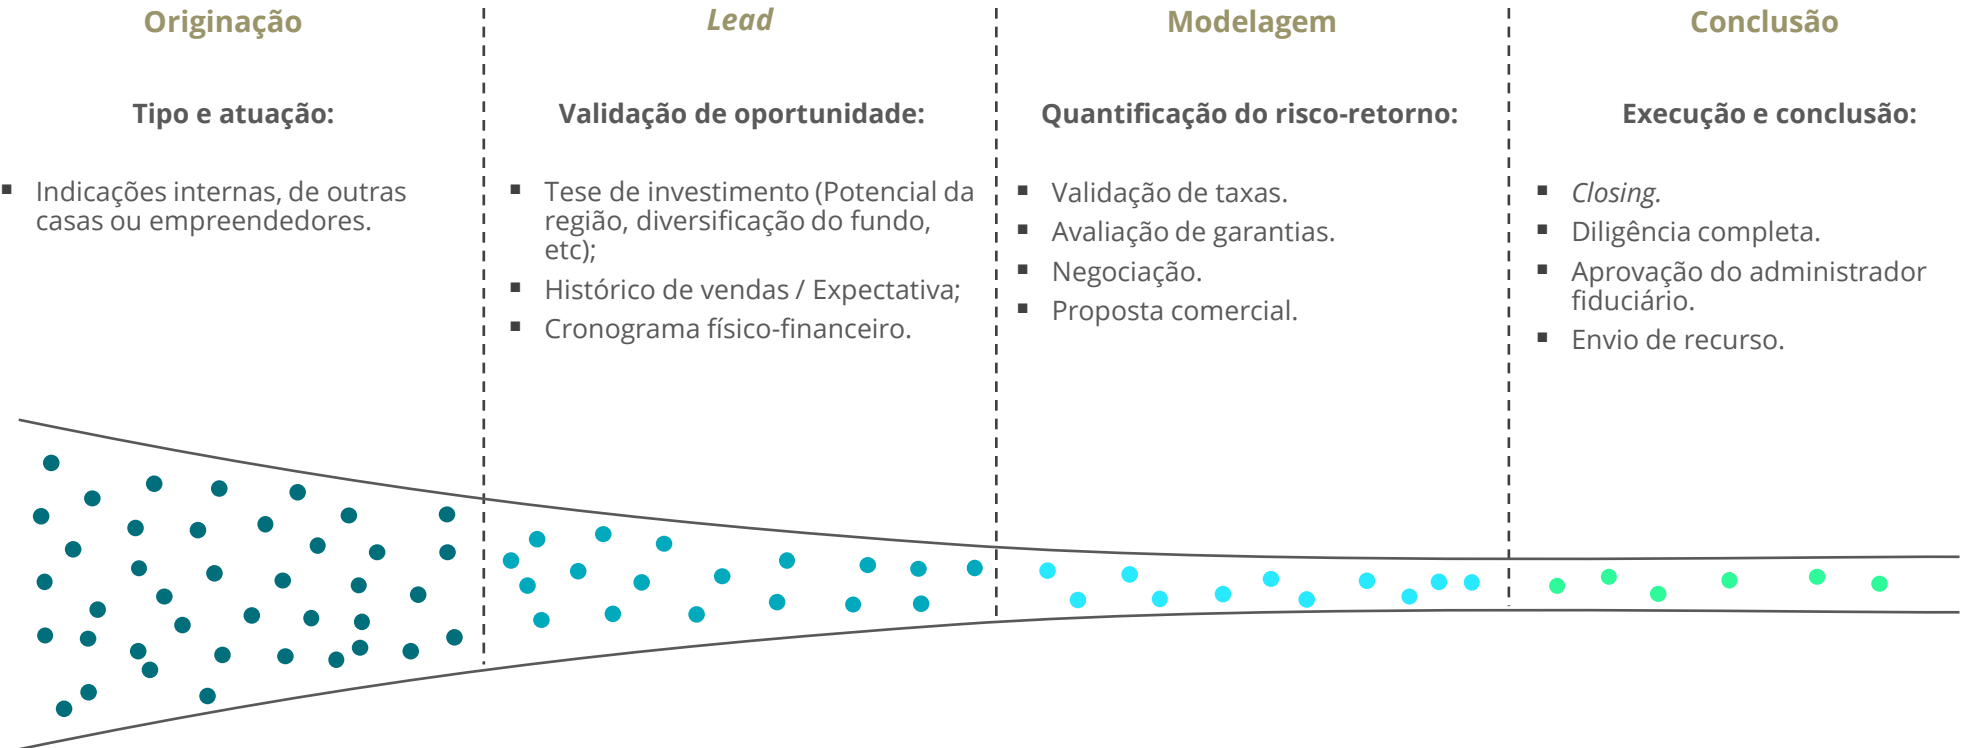 Originação
Tipo e atuação:
▪ Indicações internas, de outras
casas ou empreendedores.
Lead
Validação de oportunidade:
▪ Tese de investimento (Potencial da
região, diversificação do fundo,
etc);
▪ Histórico de vendas / Expectativa;
▪ Cronograma físico-financeiro.
Modelagem
Quantificação do risco-retorno:
▪ Validação de taxas.
▪ Avaliação de garantias.
▪ Negociação.
▪ Proposta comercial.
Conclusão
Execução e conclusão:
▪ Closing.
▪ Diligência completa.
▪ Aprovação do administrador
fiduciário.
▪ Envio de recurso.